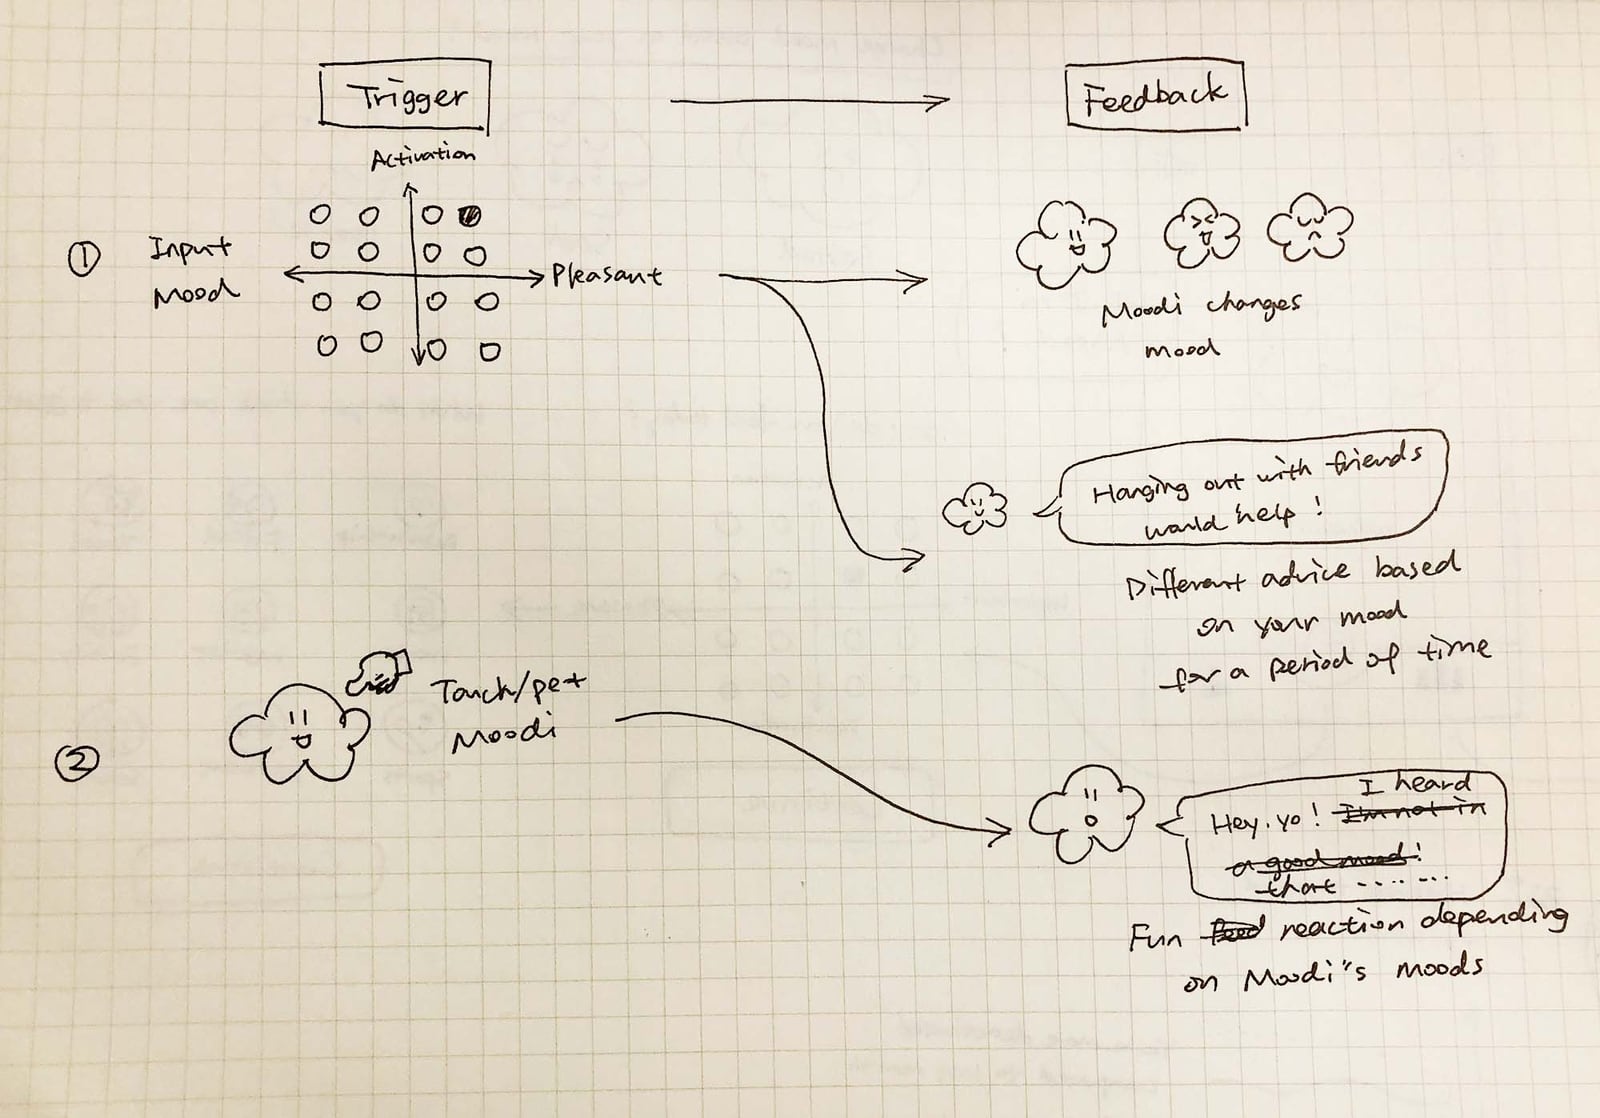 Trigger
Feedback
Activation
①
Input
Mood
Pleasant
Moodi changes
mood
Hanging out with friends
would help!
Different advice based
on your mood
for a period of time
②
Touch/pet
Moodi
I heard
Hey.yo! I'm not in
a good mood!
that .... ...
Fun reaction depending
on Moodi's moods